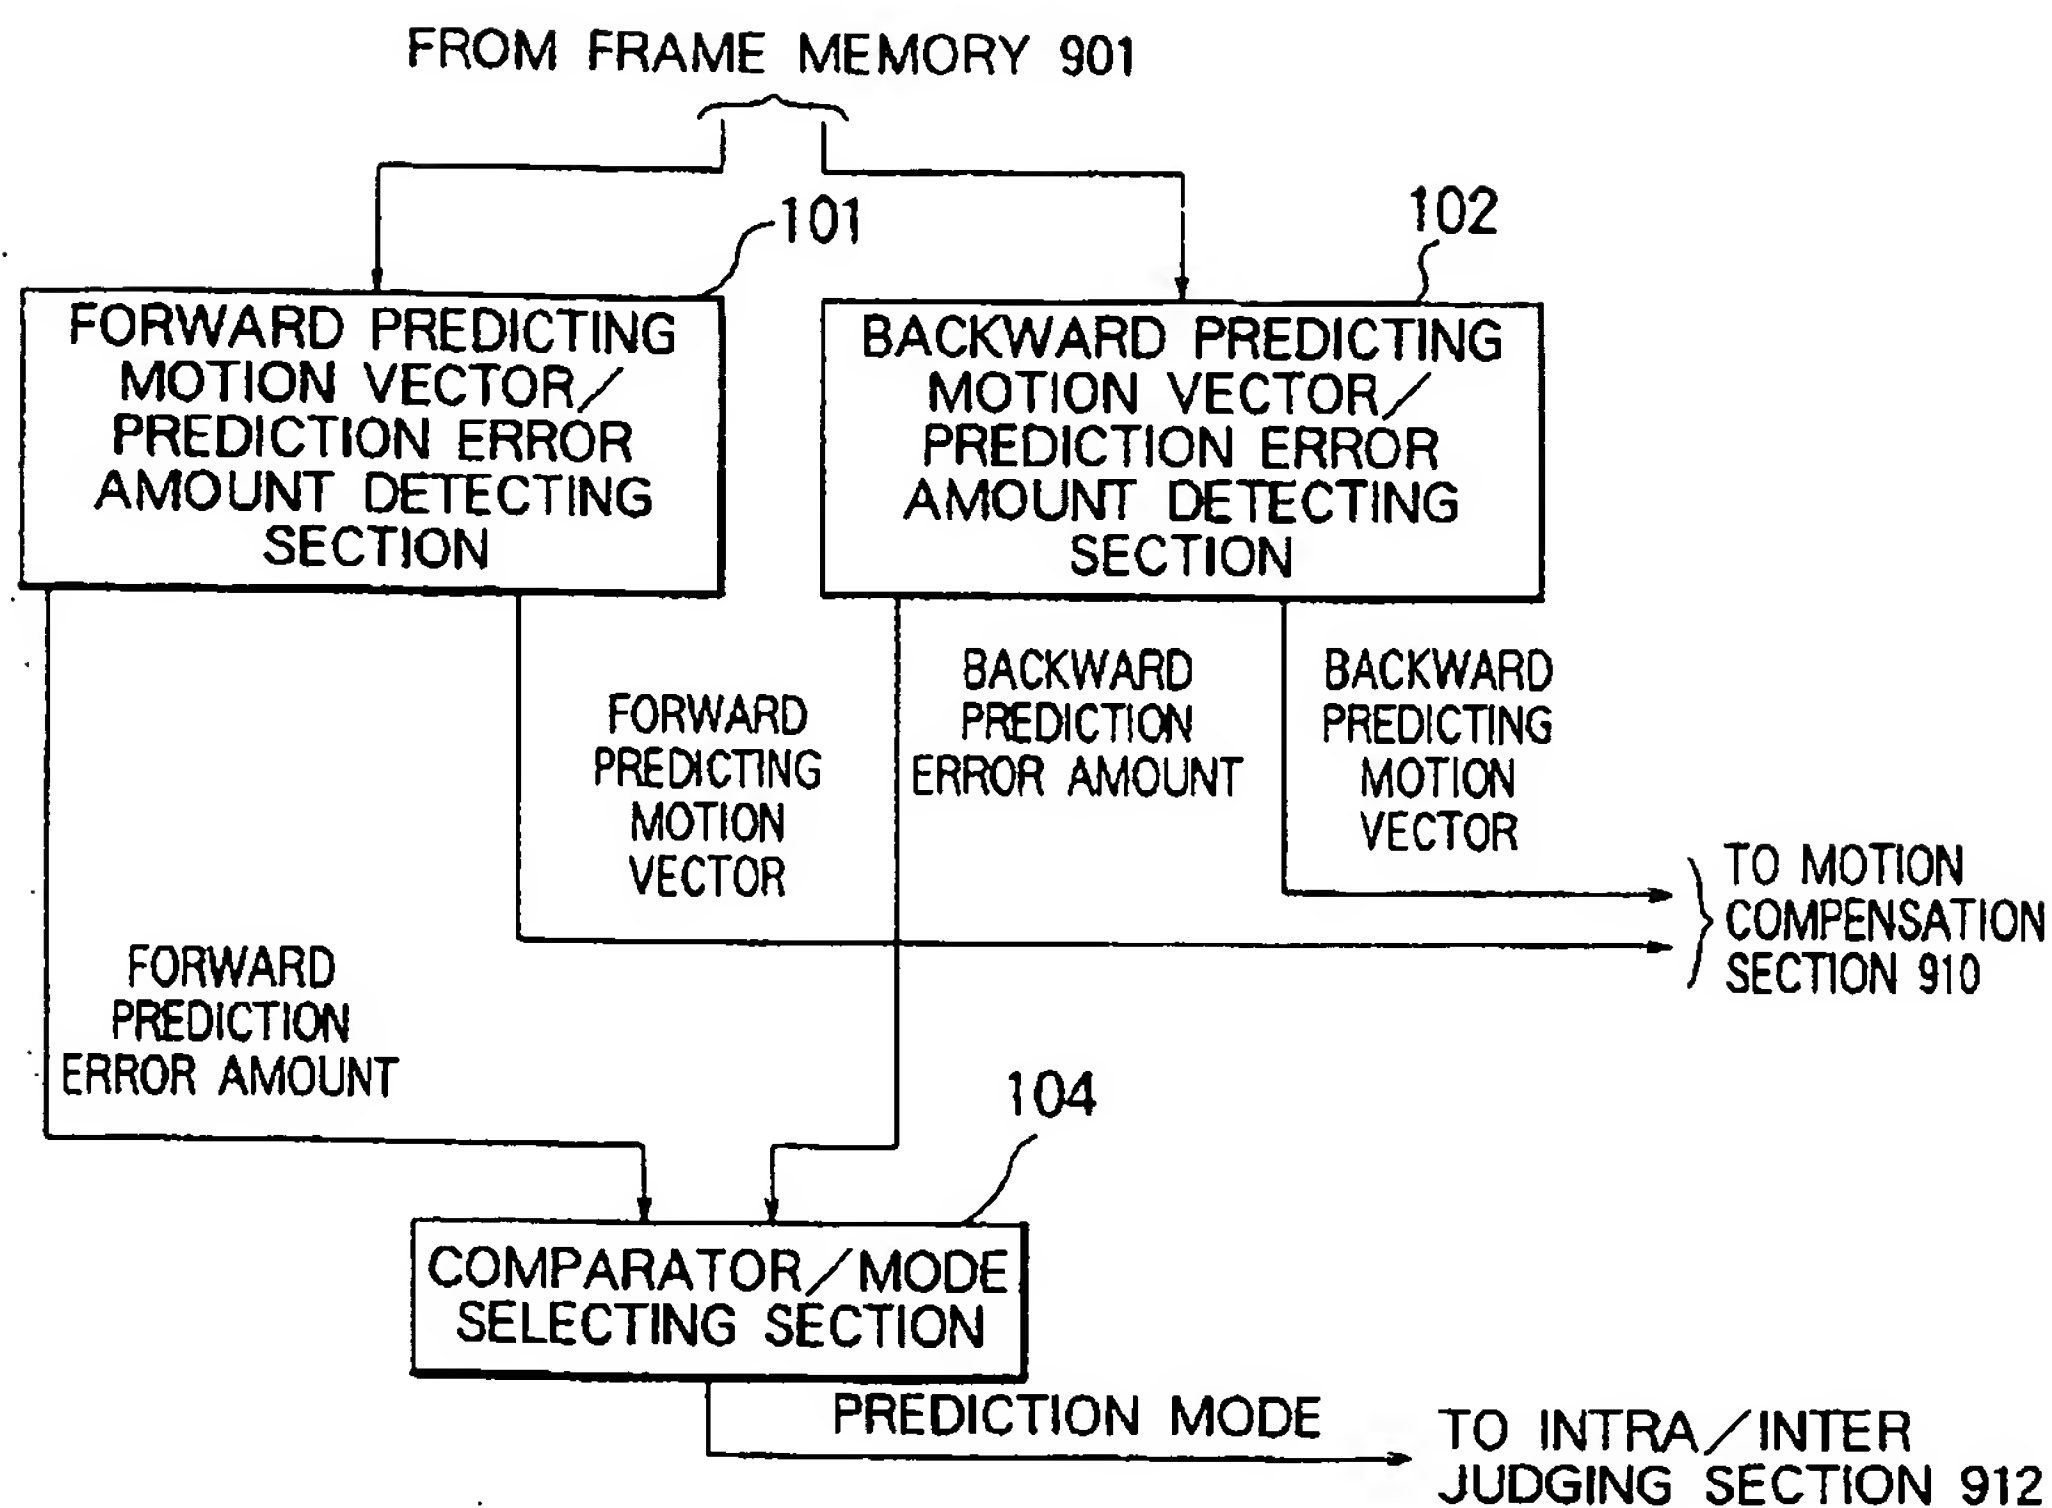 FROM FRAME MEMORY 901
101
102
FORWARD PREDICTING
MOTION VECTOR/
PREDICTION ERROR
AMOUNT DETECTING
SECTION
BACKWARD PREDICTING
MOTION VECTOR/
PREDICTION ERROR
AMOUNT DETECTING
SECTION
FORWARD
PREDICTING
MOTION
VECTOR
BACKWARD
PREDICTION
ERROR AMOUNT
BACKWARD
PREDICTING
MOTION
VECTOR
TO MOTION
COMPENSATION
SECTION 910
FORWARD
PREDICTION
ERROR AMOUNT
104
COMPARATOR/MODE
SELECTING SECTION
PREDICTION MODE
TO INTRA/INTER
JUDGING SECTION 912